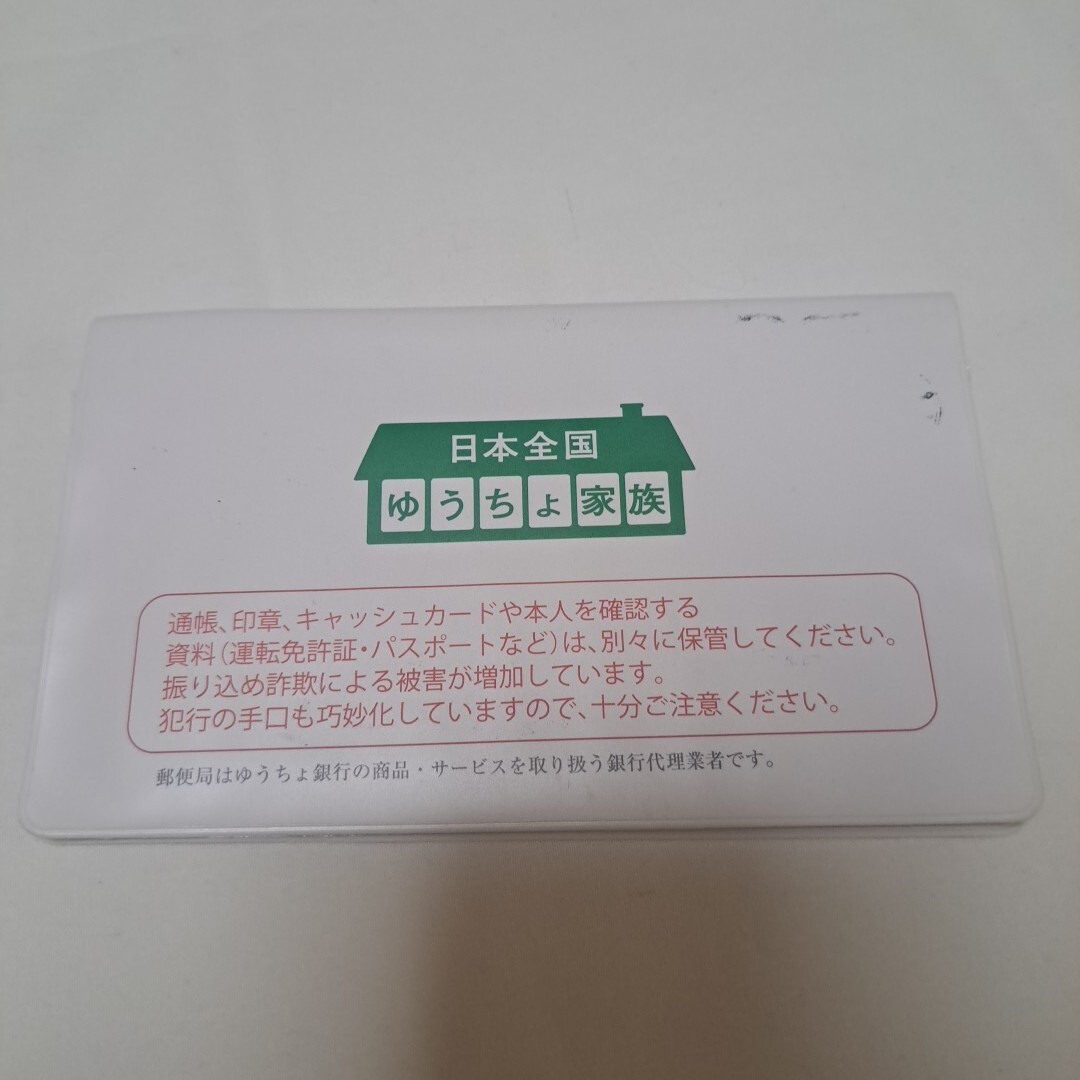 日本全国
ゆうちょ家族
通帳、印章、キャッシュカードや本人を確認する
資料(運転免許証・パスポートなど)は、別々に保管してください。
振り込め詐欺による被害が増加しています。
犯行の手口も巧妙化していますので、十分ご注意ください。
郵便局はゆうちょ銀行の商品・サービスを取り扱う銀行代理業者です。